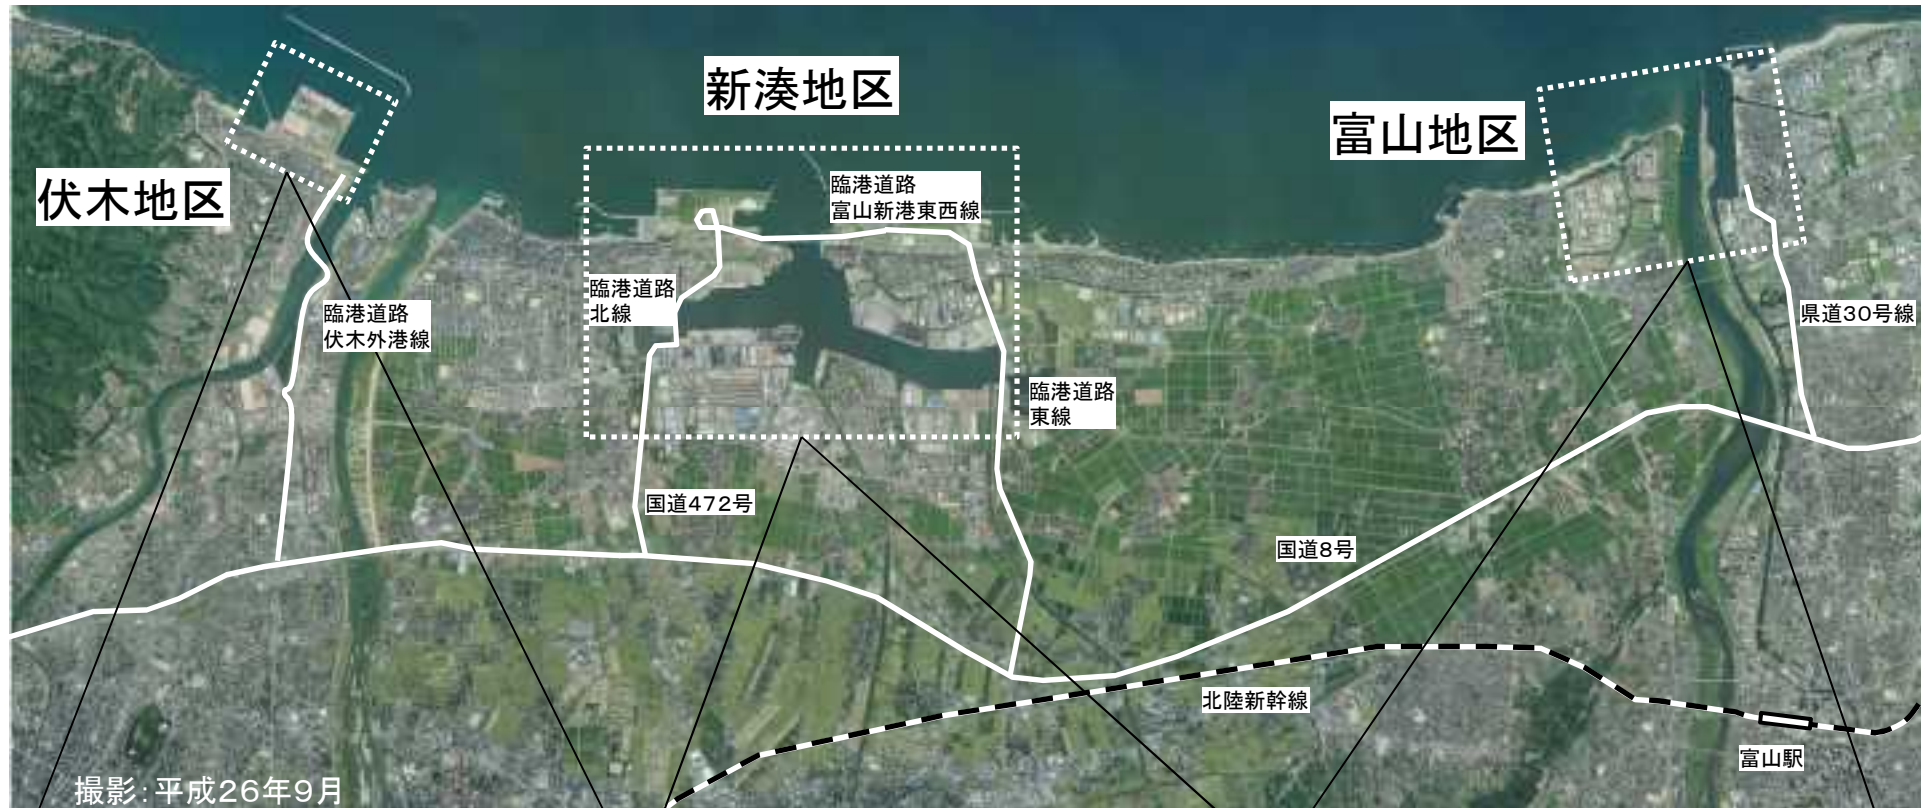 新湊地区
富山地区
伏木地区
臨港道路
富山新港東西線
臨港道路
北線
臨港道路
伏木外港線
県道30号線
臨港道路
東線
国道472号
国道8号
北陸新幹線
富山駅
撮影:平成26年9月